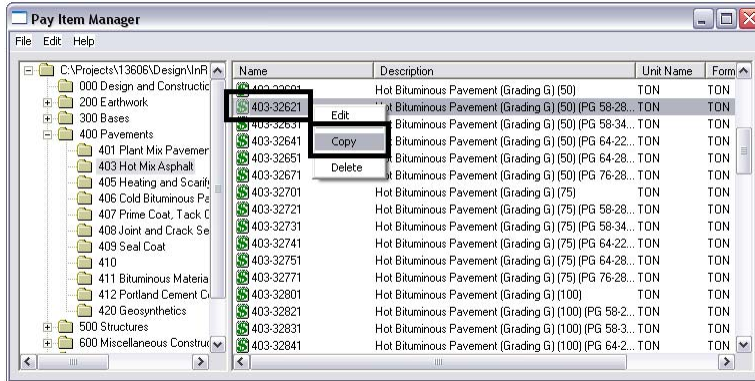 Pay Item Manager
File Edit Help
C:\Projects\13606\Design\InR
000 Design and Constructic
200 Earthwork
300 Bases
400 Pavements
401 Plant Mix Pavemer
403 Hot Mix Asphalt
405 Heating and Scarify
406 Cold Bituminous Pa
407 Prime Coat, Tack C
408 Joint and Crack Se
409 Seal Coat
410
411 Bituminous Materia
412 Portland Cement C
420 Geosynthetics
500 Structures
600 Miscellaneous Construc
Name Description Unit Name Form
Hot Bituminous Pavement (Grading G) (50) TON TON
403-32621 Hot Bituminous Pavement (Grading G) (50) (PG 58-28... TON TON
403-32631 Hot Bituminous Pavement (Grading G) (50) (PG 58-34... TON TON
403-32641 Hot Bituminous Pavement (Grading G) (50) (PG 64-22... TON TON
403-32651 Hot Bituminous Pavement (Grading G) (50) (PG 64-28... TON TON
403-32671 Hot Bituminous Pavement (Grading G) (50) (PG 76-28... TON TON
403-32701 Hot Bituminous Pavement (Grading G) (75) TON TON
403-32721 Hot Bituminous Pavement (Grading G) (75) (PG 58-28... TON TON
403-32731 Hot Bituminous Pavement (Grading G) (75) (PG 58-34... TON TON
403-32741 Hot Bituminous Pavement (Grading G) (75) (PG 64-22... TON TON
403-32751 Hot Bituminous Pavement (Grading G) (75) (PG 64-28... TON TON
403-32771 Hot Bituminous Pavement (Grading G) (75) (PG 76-28... TON TON
403-32801 Hot Bituminous Pavement (Grading G) (100) TON TON
403-32821 Hot Bituminous Pavement (Grading G) (100) (PG 58-2... TON TON
403-32831 Hot Bituminous Pavement (Grading G) (100) (PG 58-3... TON TON
403-32841 Hot Bituminous Pavement (Grading G) (100) (PG 64-2... TON TON
Edit
Copy
Delete